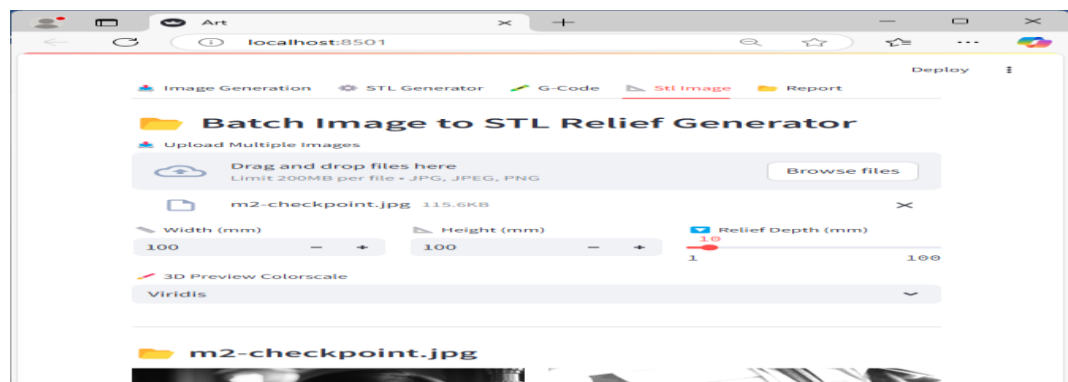 Art
localhost:8501
Deploy
Image Generation STL Generator G-Code Stl Image Report
Batch Image to STL Relief Generator
Upload Multiple Images
Drag and drop files here
Limit 200MB per file • JPG, JPEG, PNG
Browse files
m2-checkpoint.jpg 115.6KB
Width (mm) Height (mm) Relief Depth (mm)
10
100 100
1 100
3D Preview Colorscale
Viridis
m2-checkpoint.jpg